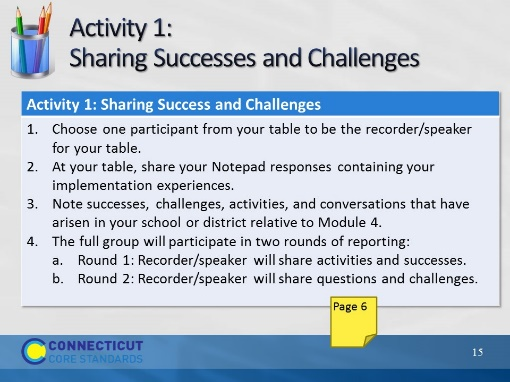 Activity 1:
Sharing Successes and Challenges
Activity 1: Sharing Success and Challenges
1. Choose one participant from your table to be the recorder/speaker
for your table.
2. At your table, share your Notepad responses containing your
implementation experiences.
3. Note successes, challenges, activities, and conversations that have
arisen in your school or district relative to Module 4.
4. The full group will participate in two rounds of reporting:
a. Round 1: Recorder/speaker will share activities and successes.
b. Round 2: Recorder/speaker will share questions and challenges.
Page 6
CONNECTICUT
CORE STANDARDS
15